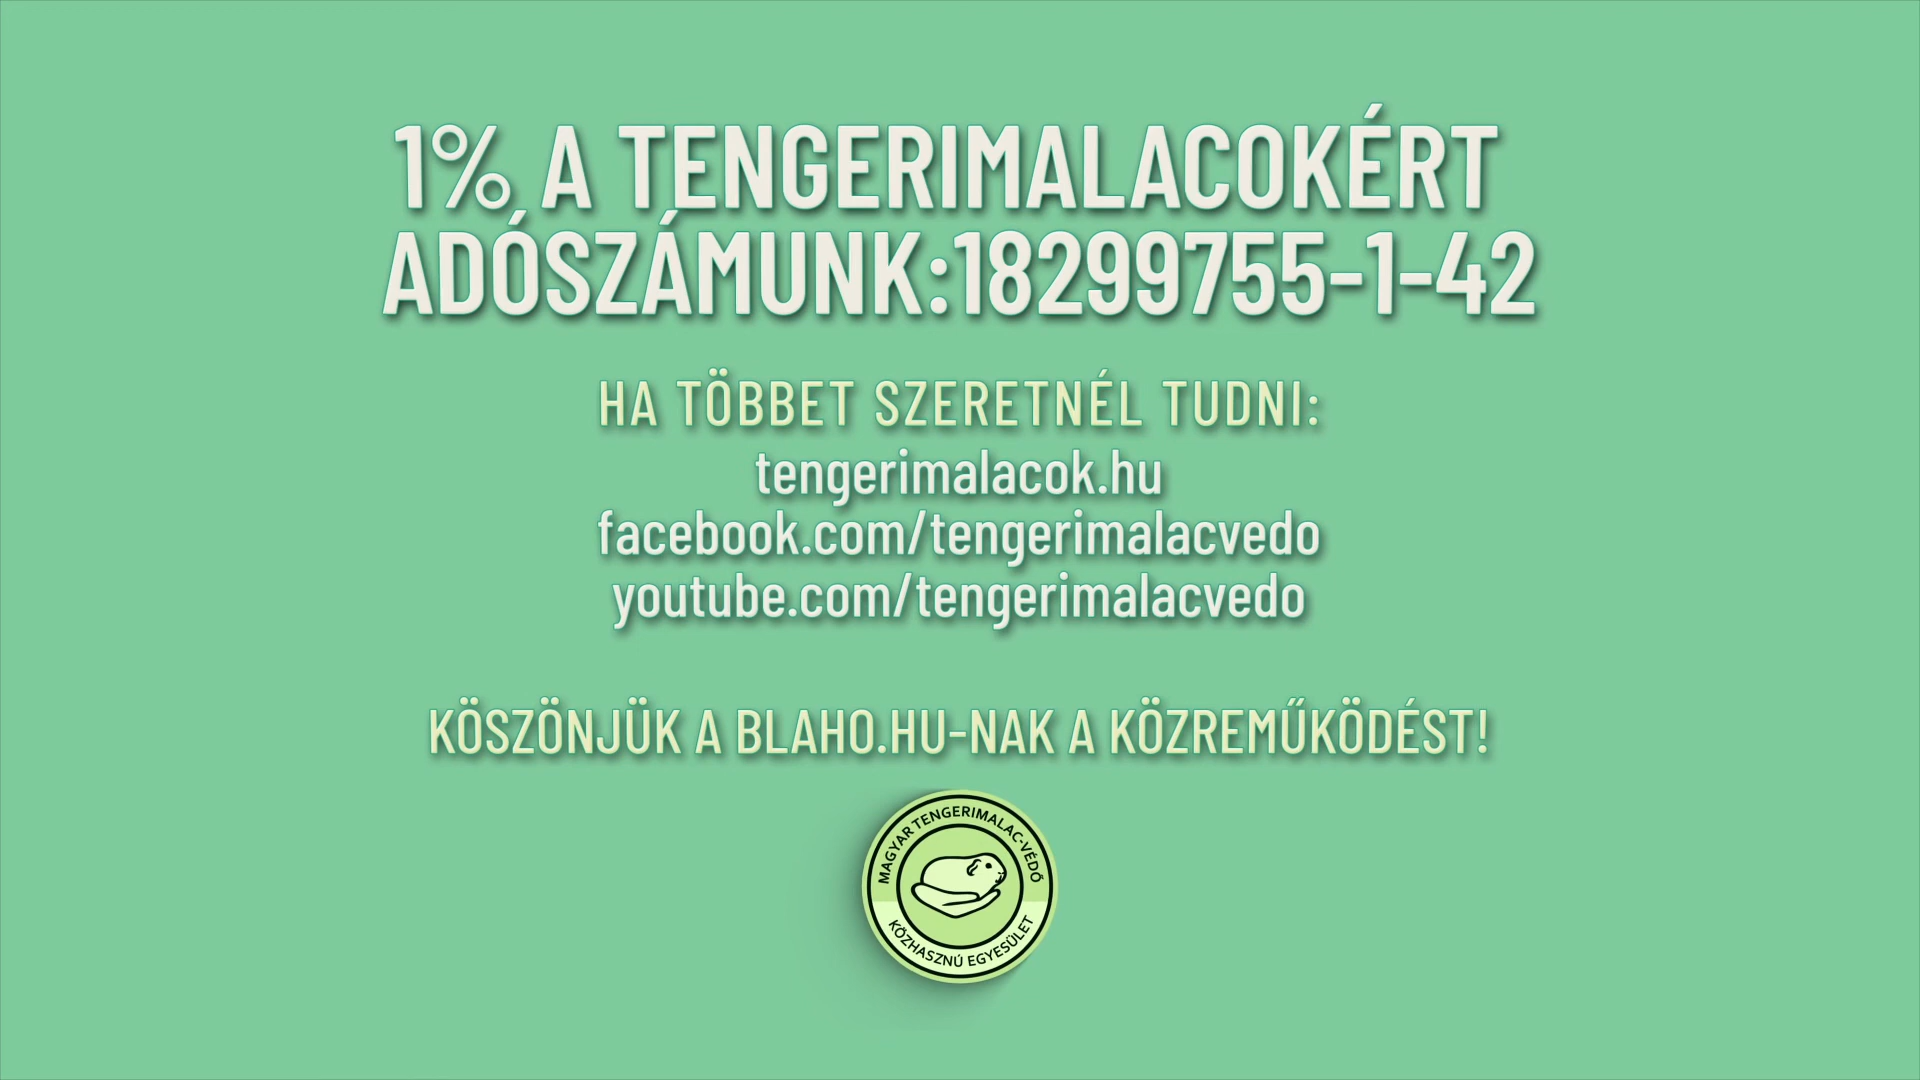 1% A TENGERIMALACOKÉRT
ADÓSZÁMUNK:18299755-1-42
HA TÖBBET SZERETNÉL TUDNI:
tengerimalacok.hu
facebook.com/tengerimalacvedo
youtube.com/tengerimalacvedo
KÖSZÖNJÜK A BLAHO.HU-NAK A KÖZREMŰKÖDÉST!
MAGYAR TENGERIMALAC-VÉDŐ
KÖZHASZNÚ EGYESÜLET